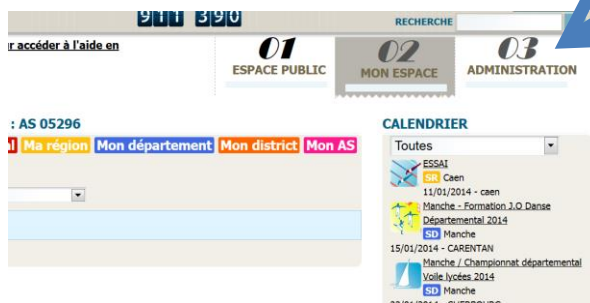 911 390
RECHERCHE
accéder à l'aide en
01
ESPACE PUBLIC
02
MON ESPACE
03
ADMINISTRATION
: AS 05296
Ma région Mon département Mon district Mon AS
CALENDRIER
Toutes
ESSAI
SR Caen
11/01/2014 - caen
Manche - Formation J.O Danse
Départemental 2014
SD Manche
15/01/2014 - CARENTAN
Manche / Championnat départemental
Voile lycées 2014
SD Manche